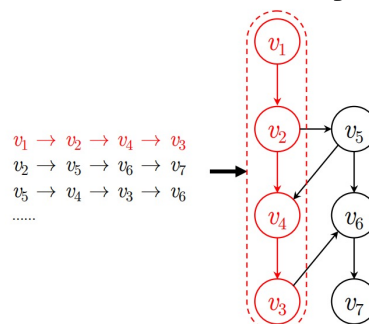 v₁
v₂ v₅
v₁ → v₂ → v₄ → v₃
v₂ → v₅ → v₆ → v₇
v₅ → v₄ → v₃ → v₆
......
v₄ v₆
v₃ v₇